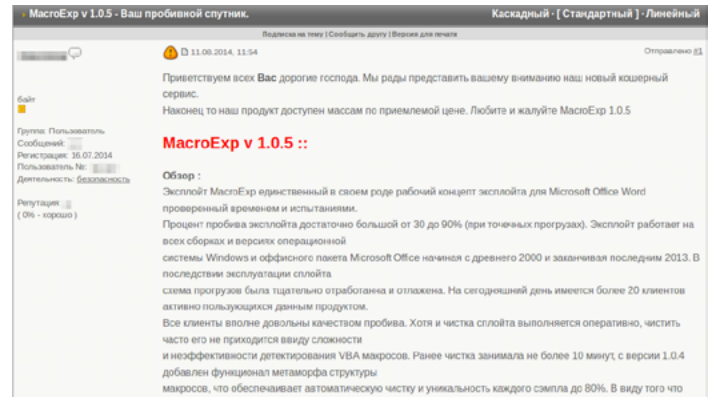 MacroExp v 1.0.5 - Ваш пробивной спутник.
Каскадный · [ Стандартный ] · Линейный
Подписка на тему | Сообщить другу | Версия для печати
11.08.2014, 11:54
Отправлено #1
Приветствуем всех Вас дорогие господа. Мы рады представить вашему вниманию наш новый кошерный
сервис.
Наконец то наш продукт доступен массам по приемлемой цене. Любите и жалуйте MacroExp 1.0.5
байт
Группа: Пользователь
Сообщений:
Регистрация: 16.07.2014
Пользователь №:
Деятельность: безопасность
Репутация:
( 0% - хорошо )
MacroExp v 1.0.5 ::
Обзор :
Эксплойт MacroExp единственный в своем роде рабочий концепт эксплойта для Microsoft Office Word
проверенный временем и испытаниями.
Процент пробива эксплойта достаточно большой от 30 до 90% (при точечных прогрузах). Эксплойт работает на
всех сборках и версиях операционной
системы Windows и оффисного пакета Microsoft Office начиная с древнего 2000 и заканчивая последним 2013. В
последствии эксплуатации сплойта
схема прогрузов была тщательно отработанна и отлажена. На сегодняшний день имеется более 20 клиентов
активно пользующихся данным продуктом.
Все клиенты вполне довольны качеством пробива. Хотя и чистка сплойта выполняется оперативно, чистить
часто его не приходится ввиду сложности
и неэффективности детектирования VBA макросов. Ранее чистка занимала не более 10 минут, с версии 1.0.4
добавлен функционал метаморфа структуры
макросов, что обеспечаивает автоматическую чистку и уникальность каждого сэмпла до 80%. В виду того что